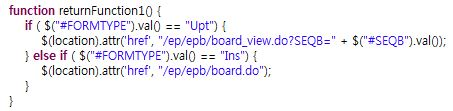 function returnFunction1() {
if ( $("#FORMTYPE").val() == "Upt") {
$(location).attr('href', "/ep/epb/board_view.do?SEQB=" + $("#SEQB").val());
} else if ( $("#FORMTYPE").val() == "Ins") {
$(location).attr('href', "/ep/epb/board.do");
}
}